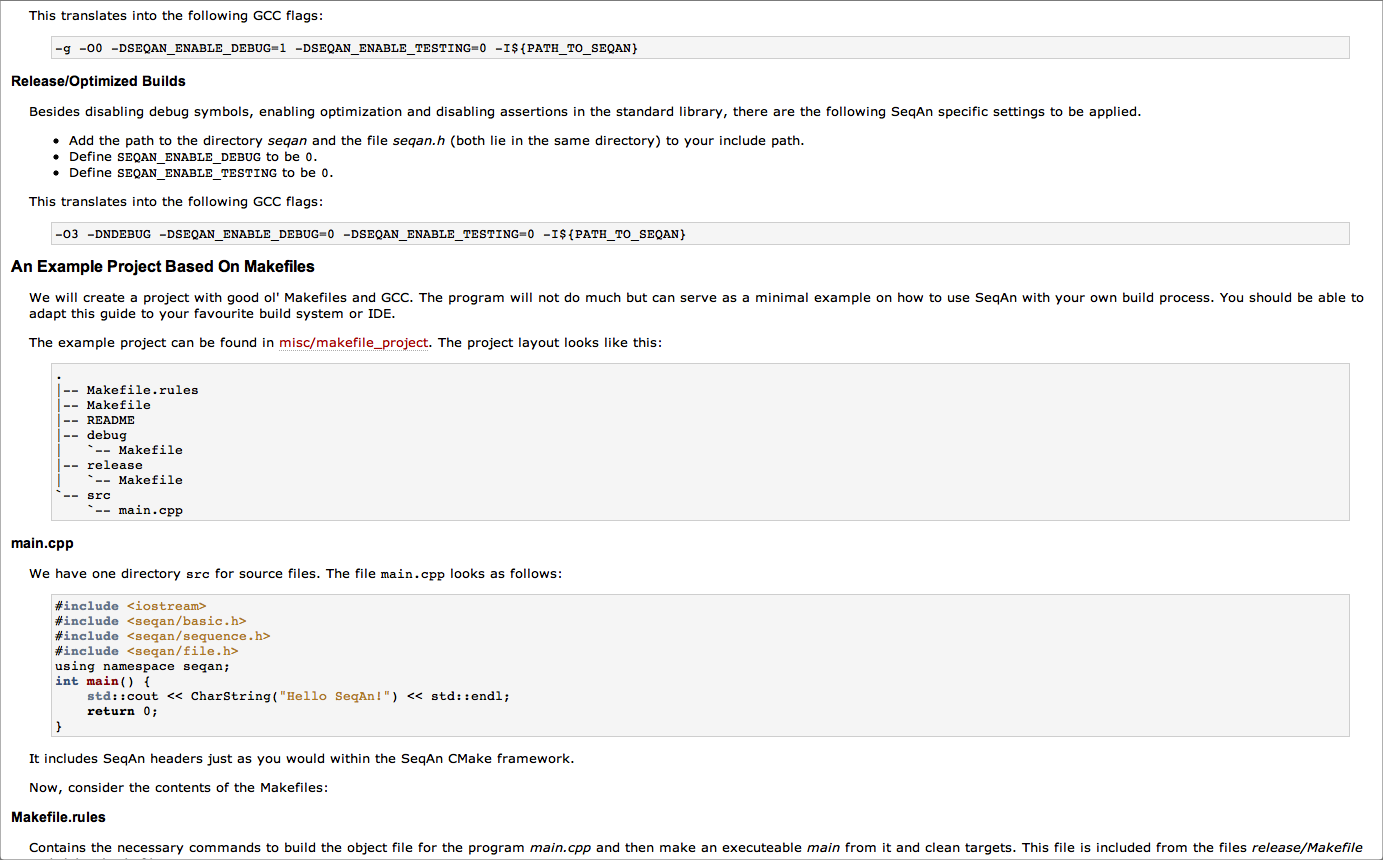 This translates into the following GCC flags:
-g -O0 -DSEQAN_ENABLE_DEBUG=1 -DSEQAN_ENABLE_TESTING=0 -I${PATH_TO_SEQAN}
Release/Optimized Builds
Besides disabling debug symbols, enabling optimization and disabling assertions in the standard library, there are the following SeqAn specific settings to be applied.
• Add the path to the directory seqan and the file seqan.h (both lie in the same directory) to your include path.
• Define SEQAN_ENABLE_DEBUG to be 0.
• Define SEQAN_ENABLE_TESTING to be 0.
This translates into the following GCC flags:
-O3 -DNDEBUG -DSEQAN_ENABLE_DEBUG=0 -DSEQAN_ENABLE_TESTING=0 -I${PATH_TO_SEQAN}
An Example Project Based On Makefiles
We will create a project with good ol' Makefiles and GCC. The program will not do much but can serve as a minimal example on how to use SeqAn with your own build process. You should be able to
adapt this guide to your favourite build system or IDE.
The example project can be found in misc/makefile_project. The project layout looks like this:
.
|-- Makefile.rules
|-- Makefile
|-- README
|-- debug
|   `-- Makefile
|-- release
|   `-- Makefile
`-- src
    `-- main.cpp
main.cpp
We have one directory src for source files. The file main.cpp looks as follows:
#include <iostream>
#include <seqan/basic.h>
#include <seqan/sequence.h>
#include <seqan/file.h>
using namespace seqan;
int main() {
    std::cout << CharString("Hello SeqAn!") << std::endl;
    return 0;
}
It includes SeqAn headers just as you would within the SeqAn CMake framework.
Now, consider the contents of the Makefiles:
Makefile.rules
Contains the necessary commands to build the object file for the program main.cpp and then make an executeable main from it and clean targets. This file is included from the files release/Makefile